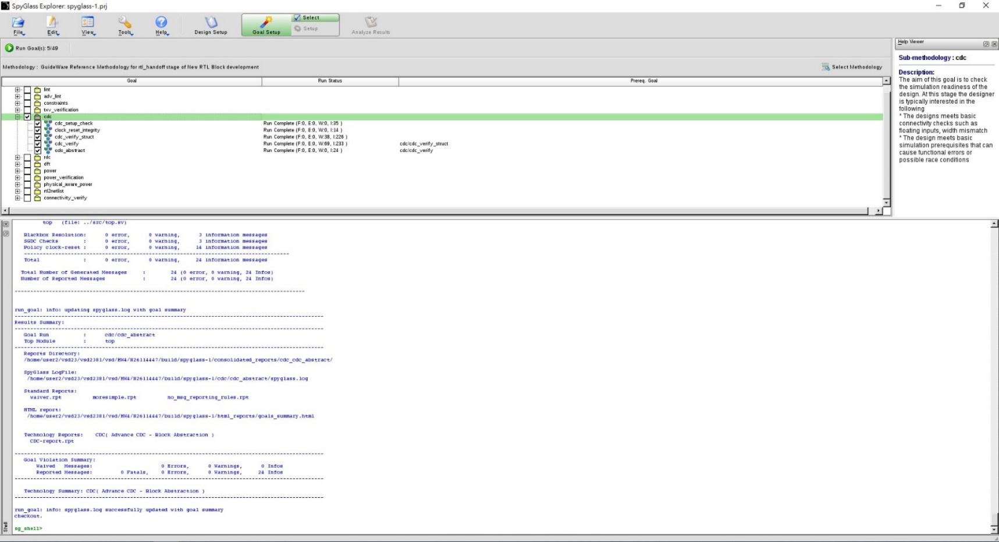 SpyGlass Explorer: spyglass-1.prj
File Edit View Tools Help Design Setup Goal Setup Select Setup Analyze Results
Run Goal(s): 5/49
Methodology : GuideWare Reference Methodology for rtl_handoff stage of New RTL Block development Select Methodology
Goal Run Status Prereq. Goal
lint
adv_lint
constraints
txv_verification
cdc
cdc_setup_check Run Complete (F:0, E:0, W:0, I:35 )
clock_reset_integrity Run Complete (F:0, E:0, W:0, I:14 )
cdc_verify_struct Run Complete (F:0, E:0, W:38, I:226 )
cdc_verify Run Complete (F:0, E:0, W:69, I:233 ) cdc/cdc_verify_struct
cdc_abstract Run Complete (F:0, E:0, W:0, I:24 ) cdc/cdc_verify
rdc
dft
power
power_verification
physical_aware_power
rtl2netlist
connectivity_verify
Help Viewer
Sub-methodology : cdc
Description:
The aim of this goal is to check
the simulation readiness of the
design. At this stage the designer
is typically interested in the
following
* The designs meets basic
connectivity checks such as
floating inputs, width mismatch
* The design meets basic
simulation prerequisites that can
cause functional errors or
possible race conditions
top (file: ../src/top.sv)
Blackbox Resolution: 0 error, 0 warning, 3 information messages
SGDC Checks : 0 error, 0 warning, 3 information messages
Policy clock-reset : 0 error, 0 warning, 14 information messages
Total : 0 error, 0 warning, 24 information messages
Total Number of Generated Messages : 24 (0 error, 0 warning, 24 Infos)
Number of Reported Messages : 24 (0 error, 0 warning, 24 Infos)
run_goal: info: updating spyglass.log with goal summary
Results Summary:
Goal Run : cdc/cdc_abstract
Top Module : top
Reports Directory:
/home/user2/vsd23/vsd2381/vsd/HW4/N26114447/build/spyglass-1/consolidated_reports/cdc_cdc_abstract/
SpyGlass LogFile:
/home/user2/vsd23/vsd2381/vsd/HW4/N26114447/build/spyglass-1/cdc/cdc_abstract/spyglass.log
Standard Reports:
waiver.rpt moresimple.rpt no_msg_reporting_rules.rpt
HTML report:
/home/user2/vsd23/vsd2381/vsd/HW4/N26114447/build/spyglass-1/html_reports/goals_summary.html
Technology Reports: CDC( Advance CDC - Block Abstraction )
CDC-report.rpt
Goal Violation Summary:
Waived Messages: 0 Errors, 0 Warnings, 0 Infos
Reported Messages: 0 Fatals, 0 Errors, 0 Warnings, 24 Infos
Technology Summary: CDC( Advance CDC - Block Abstraction )
run_goal: info: spyglass.log successfully updated with goal summary
checkout.
sg_shell>
Shell